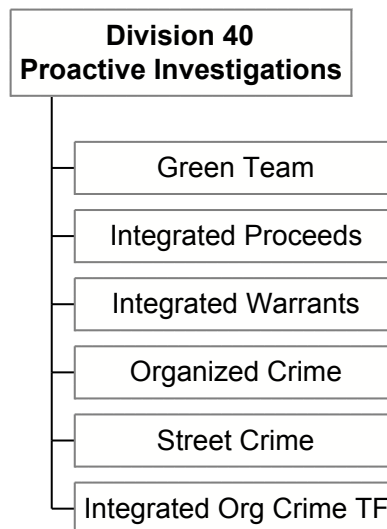 Division 40
Proactive Investigations
Green Team
Integrated Proceeds
Integrated Warrants
Organized Crime
Street Crime
Integrated Org Crime TF